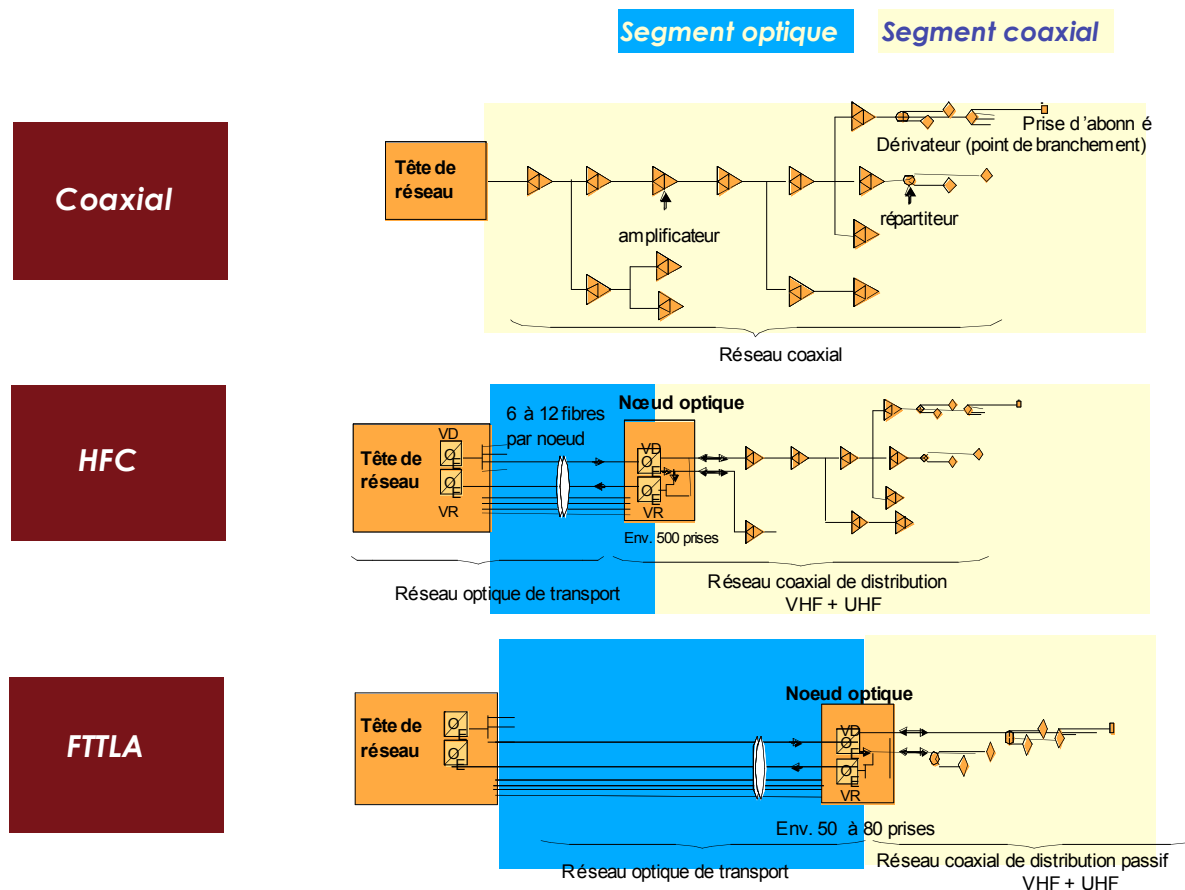 Segment optique
Segment coaxial
Coaxial
Tête de
réseau
Prise d'abonn é
Dérivateur (point de branchement)
répartiteur
amplificateur
Réseau coaxial
HFC
Tête de
réseau
VD
O
E
O
E
VR
6 à 12 fibres
par noeud
Nœud optique
VD
O
E
O
E
VR
Env. 500 prises
Réseau optique de transport
Réseau coaxial de distribution
VHF + UHF
FTTLA
Tête de
réseau
O
E
O
E
Noeud optique
VD
O
E
O
E
VR
Env. 50 à 80 prises
Réseau optique de transport
Réseau coaxial de distribution passif
VHF + UHF